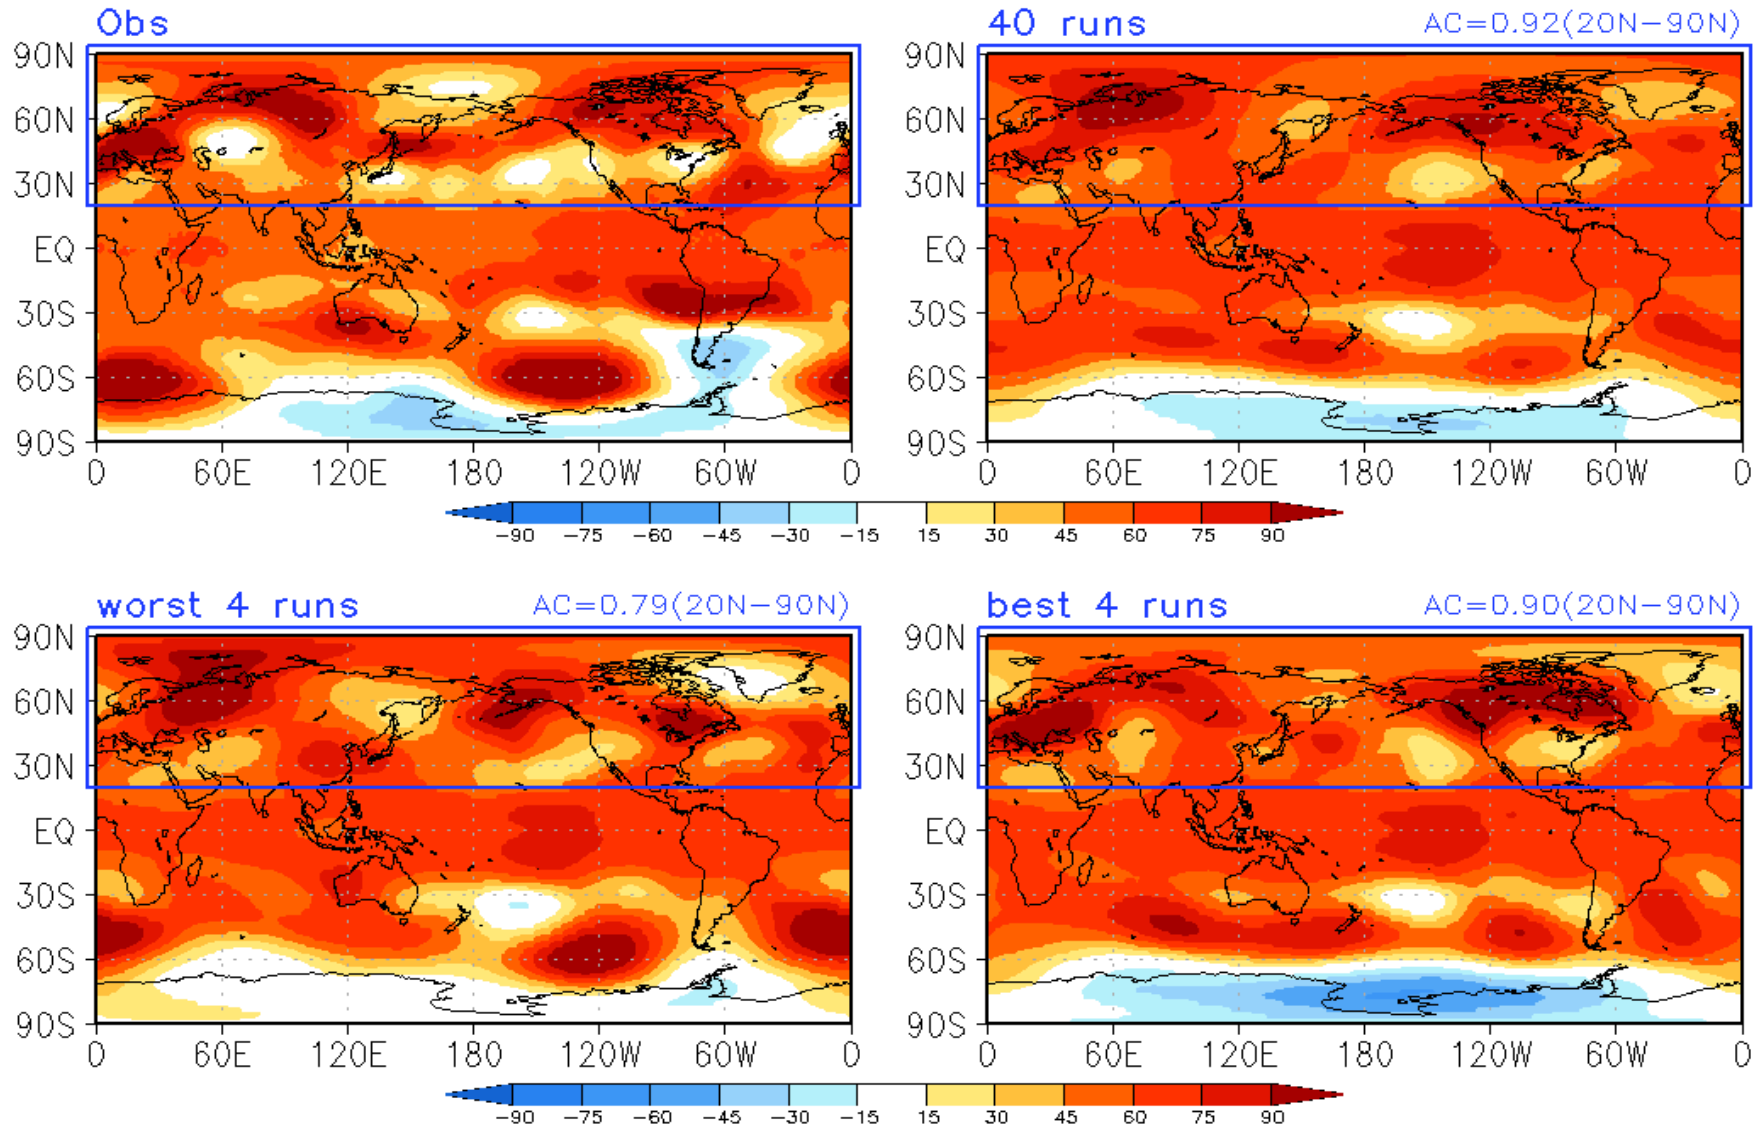 Obs
40 runs AC=0.92(20N−90N)
90N 90N
60N 60N
30N 30N
EQ EQ
30S 30S
60S 60S
90S 90S
0 60E 120E 180 120W 60W 0 0 60E 120E 180 120W 60W 0
−90 −75 −60 −45 −30 −15 15 30 45 60 75 90
worst 4 runs AC=0.79(20N−90N) best 4 runs AC=0.90(20N−90N)
90N 90N
60N 60N
30N 30N
EQ EQ
30S 30S
60S 60S
90S 90S
0 60E 120E 180 120W 60W 0 0 60E 120E 180 120W 60W 0
−90 −75 −60 −45 −30 −15 15 30 45 60 75 90